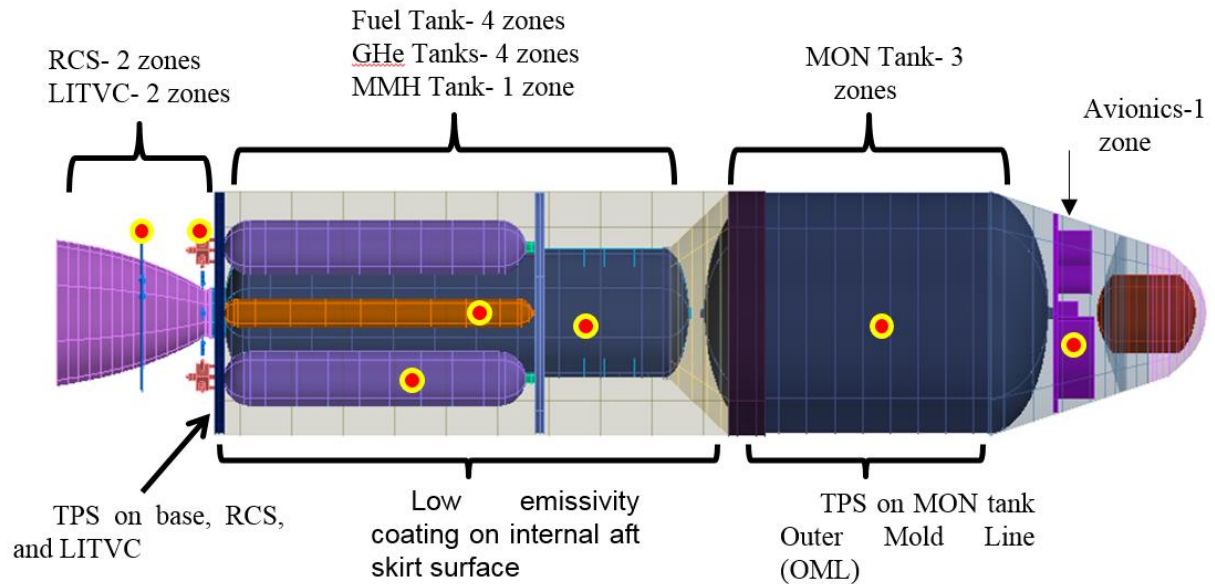 RCS- 2 zones
LITVC- 2 zones
Fuel Tank- 4 zones
GHe Tanks- 4 zones
MMH Tank- 1 zone
MON Tank- 3
zones
Avionics-1
zone
TPS on base, RCS,
and LITVC
Low emissivity
coating on internal aft
skirt surface
TPS on MON tank
Outer Mold Line
(OML)